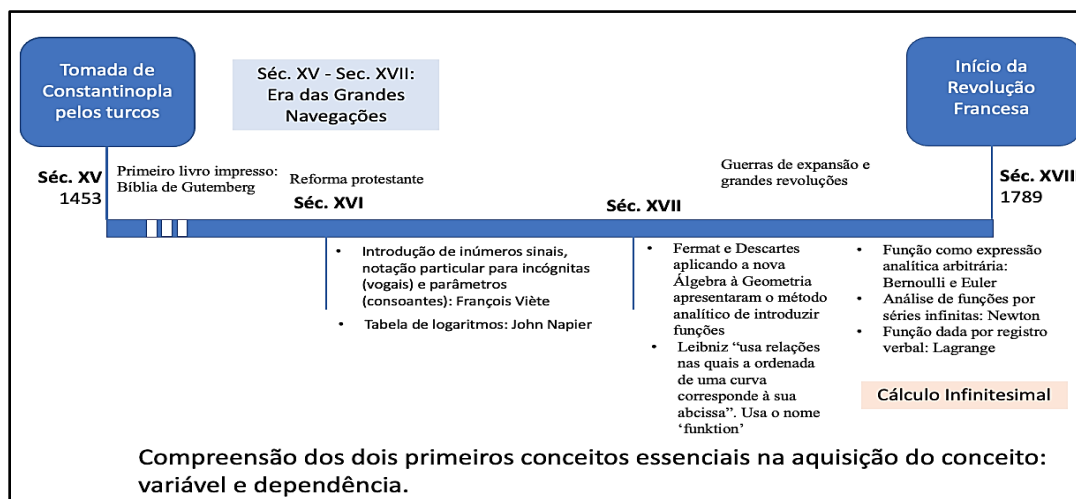 Tomada de
Constantinopla
pelos turcos
Séc. XV - Sec. XVII:
Era das Grandes
Navegações
Início da
Revolução
Francesa
Séc. XV
1453
Primeiro livro impresso:
Bíblia de Gutemberg
Reforma protestante
Séc. XVI
Séc. XVII
Guerras de expansão e
grandes revoluções
Séc. XVIII
1789
• Introdução de inúmeros sinais,
notação particular para incógnitas
(vogais) e parâmetros
(consoantes): François Viète
• Tabela de logaritmos: John Napier
• Fermat e Descartes
aplicando a nova
Álgebra à Geometria
apresentaram o método
analítico de introduzir
funções
• Leibniz “usa relações
nas quais a ordenada
de uma curva
corresponde à sua
abcissa”. Usa o nome
‘funktion’
• Função como expressão
analítica arbitrária:
Bernoulli e Euler
• Análise de funções por
séries infinitas: Newton
• Função dada por registro
verbal: Lagrange
Cálculo Infinitesimal
Compreensão dos dois primeiros conceitos essenciais na aquisição do conceito:
variável e dependência.